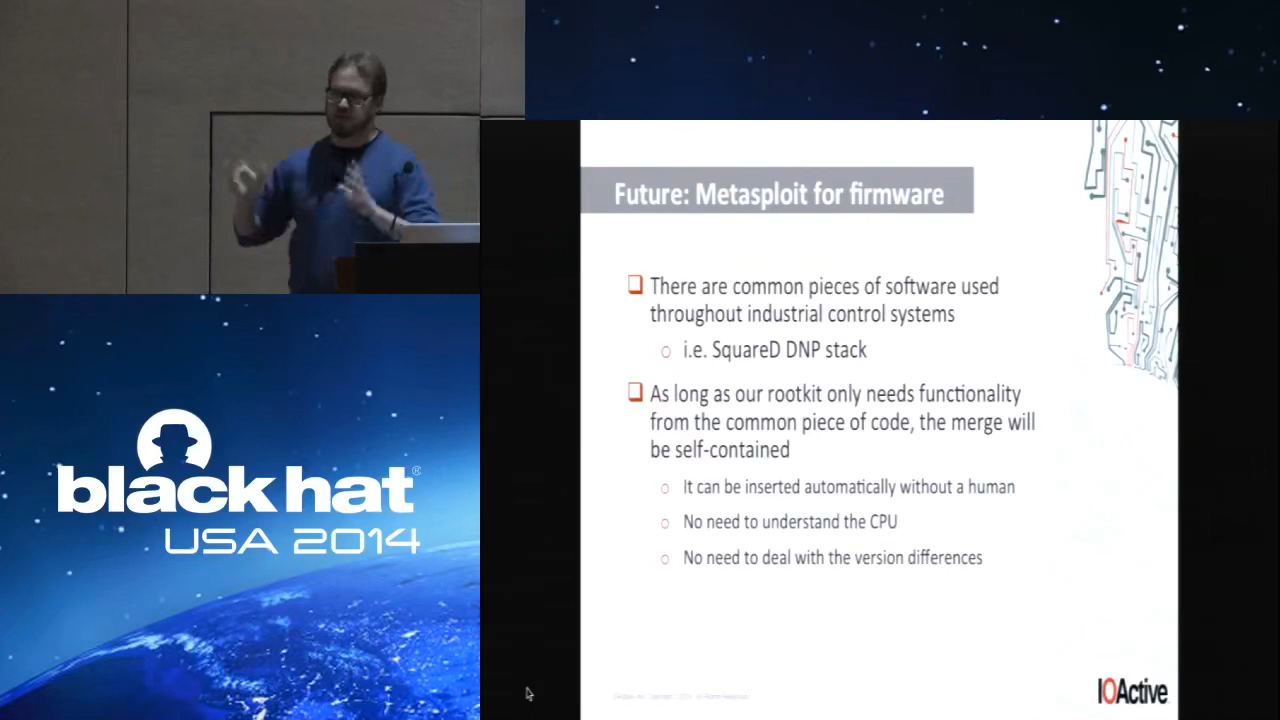 Future: Metasploit for firmware
There are common pieces of software used
throughout industrial control systems
i.e. SquareD DNP stack
As long as our rootkit only needs functionality
from the common piece of code, the merge will
be self-contained
It can be inserted automatically without a human
No need to understand the CPU
No need to deal with the version differences
IOActive
black hat®
USA 2014